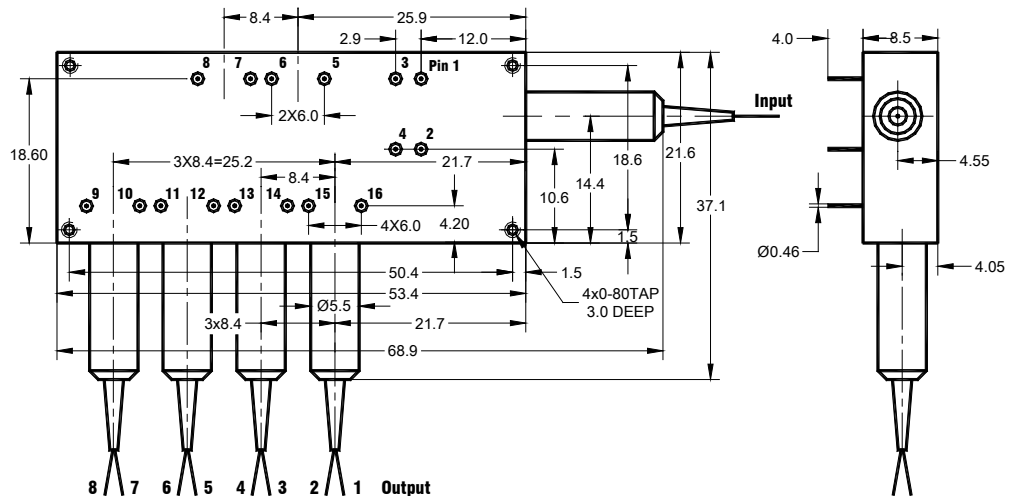 8.4
25.9
2.9
12.0
4.0
8.5
8 7 6 5 3 Pin 1
Input
2X6.0
4 2
18.60
3X8.4=25.2
21.7
18.6
21.6
14.4
10.6
37.1
4.55
8.4
9 10 11 12 13 14 15 16
4X6.0
4.20
1.5
Ø0.46
4.05
50.4
1.5
53.4
4x0-80TAP
3.0 DEEP
Ø5.5
3x8.4
21.7
68.9
8 7 6 5 4 3 2 1 Output